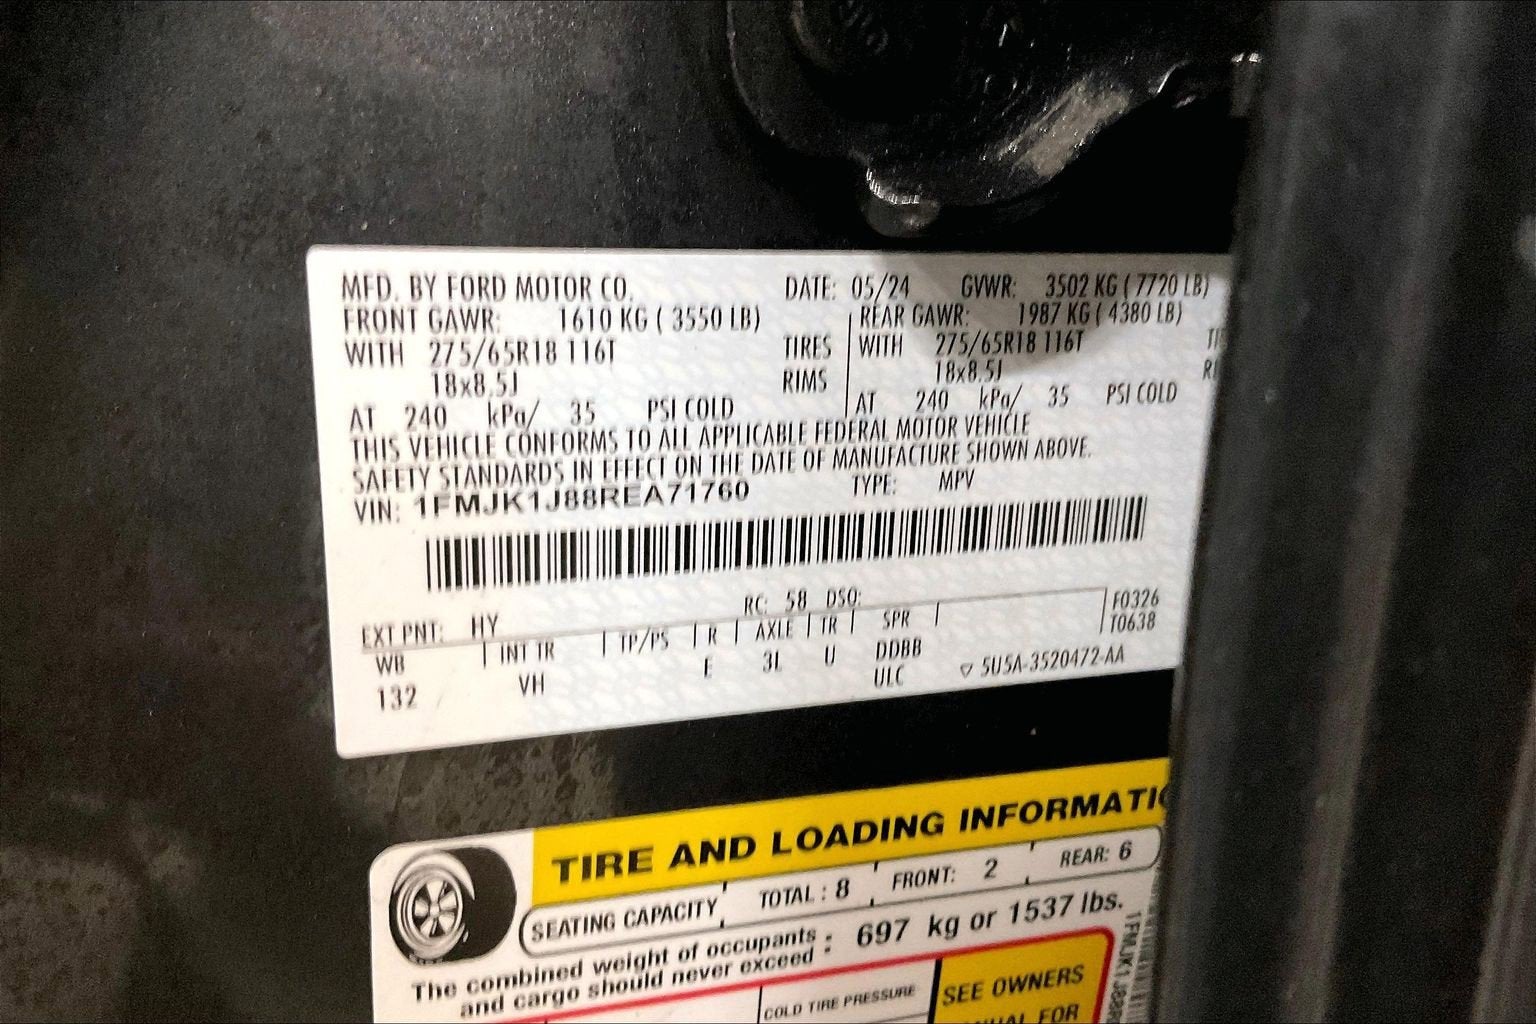 MFD. BY FORD MOTOR CO. DATE: 05/24 GVWR: 3502 KG ( 7720 LB)
FRONT GAWR: 1610 KG ( 3550 LB) REAR GAWR: 1987 KG ( 4380 LB)
WITH 275/65R18 116T TIRES WITH 275/65R18 116T
18x8.5J RIMS 18x8.5J
AT 240 kPa/ 35 PSI COLD AT 240 kPa/ 35 PSI COLD
THIS VEHICLE CONFORMS TO ALL APPLICABLE FEDERAL MOTOR VEHICLE
SAFETY STANDARDS IN EFFECT ON THE DATE OF MANUFACTURE SHOWN ABOVE.
VIN: 1FMJK1J88REA71760 TYPE: MPV
EXT PNT: HY RC: 58 DSO: F0326
WB INT TR TP/PS R AXLE TR SPR T0638
132 VH E 3L U DDBB
ULC ▽ 5U5A-3520472-AA
TIRE AND LOADING INFORMATI
SEATING CAPACITY TOTAL : 8 FRONT: 2 REAR: 6
The combined weight of occupants : 697 kg or 1537 lbs.
and cargo should never exceed :
COLD TIRE PRESSURE SEE OWNERS
FOR
1FMJK1J88R